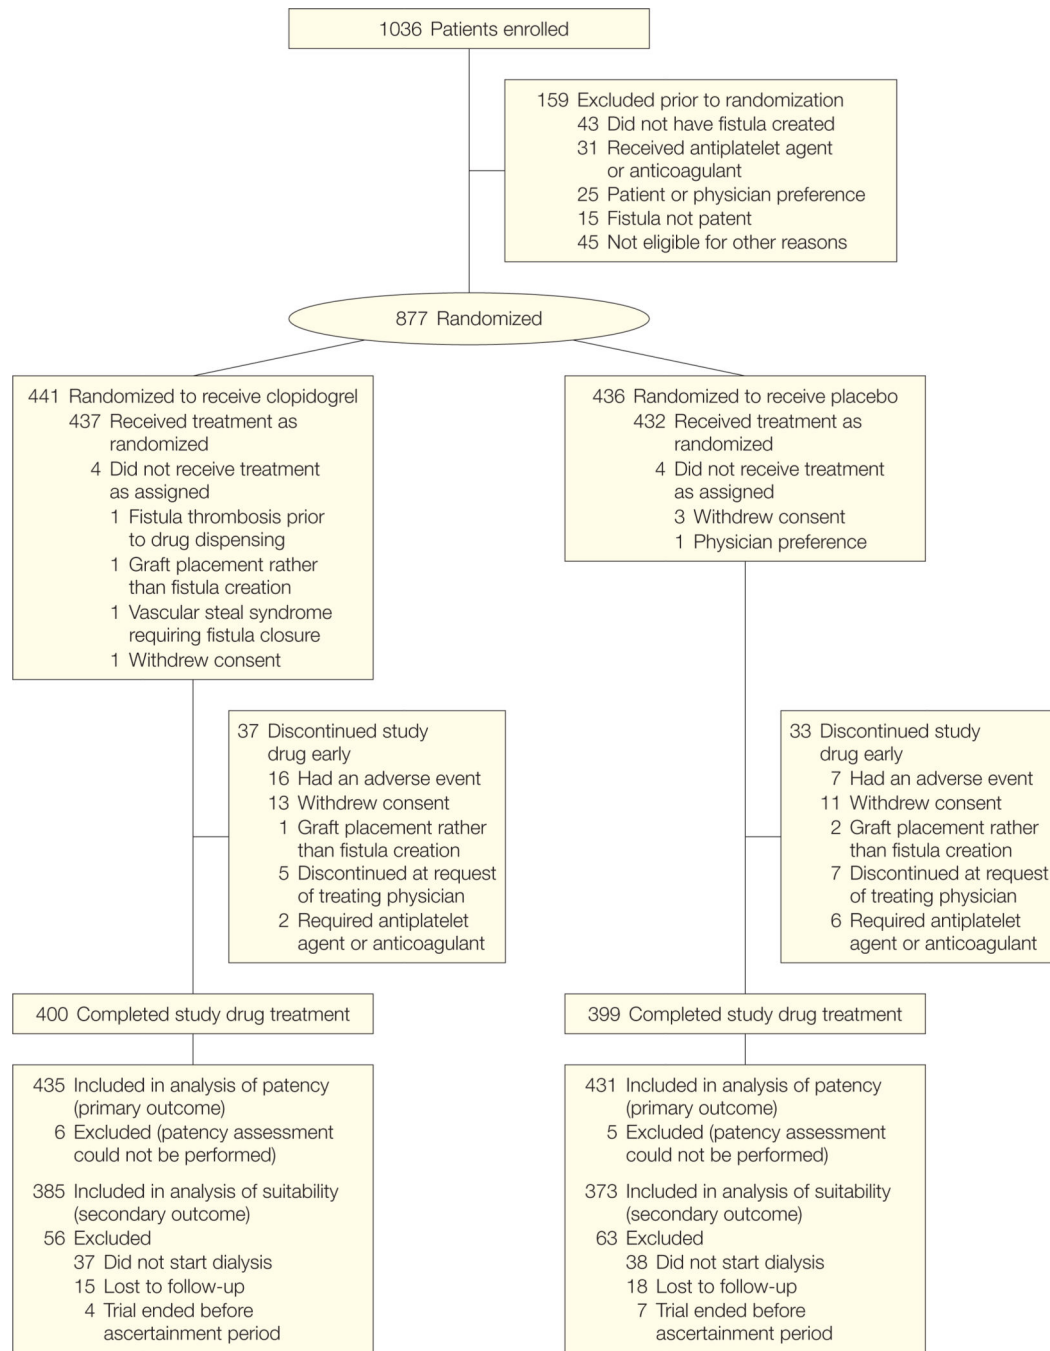 1036 Patients enrolled
159 Excluded prior to randomization
43 Did not have fistula created
31 Received antiplatelet agent
or anticoagulant
25 Patient or physician preference
15 Fistula not patent
45 Not eligible for other reasons
877 Randomized
441 Randomized to receive clopidogrel
437 Received treatment as
randomized
4 Did not receive treatment
as assigned
1 Fistula thrombosis prior
to drug dispensing
1 Graft placement rather
than fistula creation
1 Vascular steal syndrome
requiring fistula closure
1 Withdrew consent
436 Randomized to receive placebo
432 Received treatment as
randomized
4 Did not receive treatment
as assigned
3 Withdrew consent
1 Physician preference
37 Discontinued study
drug early
16 Had an adverse event
13 Withdrew consent
1 Graft placement rather
than fistula creation
5 Discontinued at request
of treating physician
2 Required antiplatelet
agent or anticoagulant
33 Discontinued study
drug early
7 Had an adverse event
11 Withdrew consent
2 Graft placement rather
than fistula creation
7 Discontinued at request
of treating physician
6 Required antiplatelet
agent or anticoagulant
400 Completed study drug treatment
399 Completed study drug treatment
435 Included in analysis of patency
(primary outcome)
6 Excluded (patency assessment
could not be performed)
385 Included in analysis of suitability
(secondary outcome)
56 Excluded
37 Did not start dialysis
15 Lost to follow-up
4 Trial ended before
ascertainment period
431 Included in analysis of patency
(primary outcome)
5 Excluded (patency assessment
could not be performed)
373 Included in analysis of suitability
(secondary outcome)
63 Excluded
38 Did not start dialysis
18 Lost to follow-up
7 Trial ended before
ascertainment period